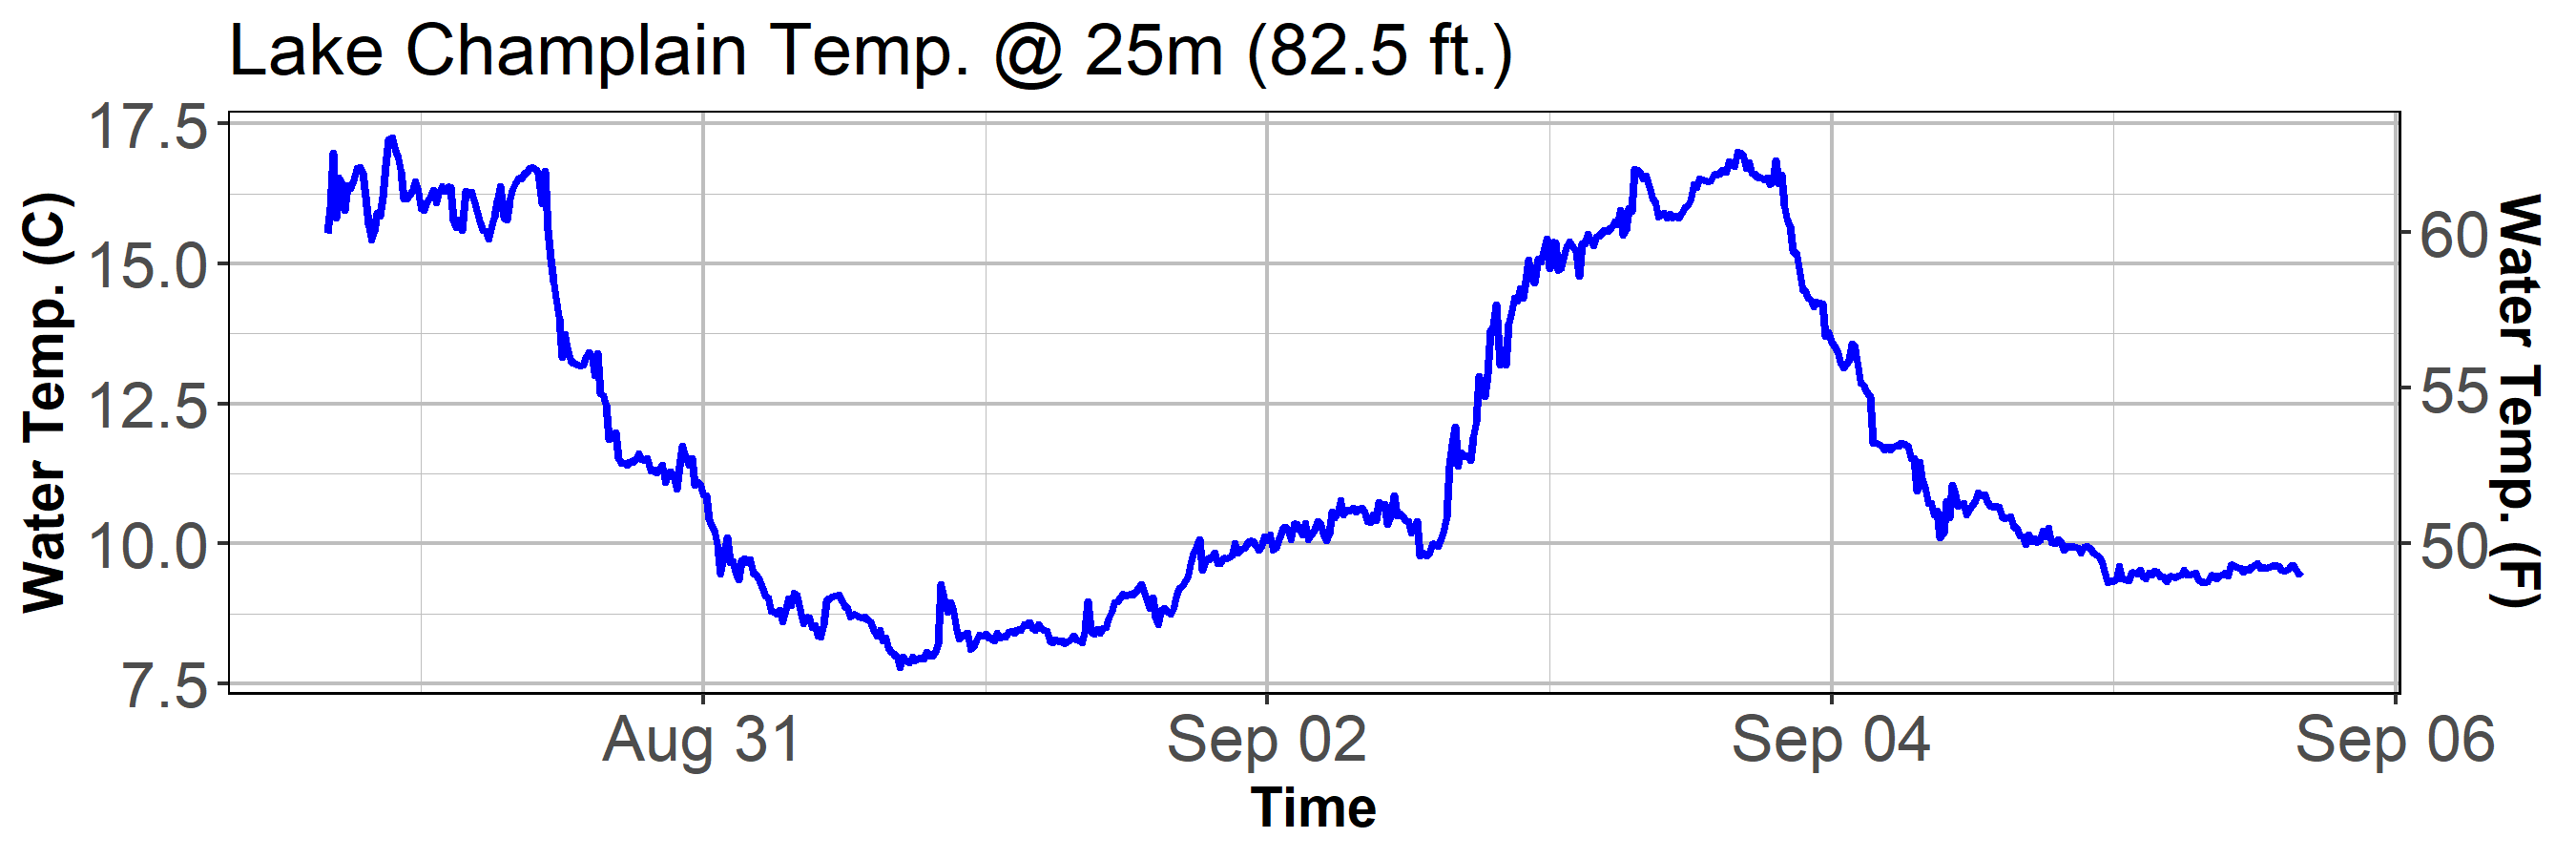 Lake Champlain Temp. @ 25m (82.5 ft.)
Water Temp. (C)
17.5
15.0
12.5
10.0
7.5
60
55
50
Water Temp. (F)
Aug 31
Sep 02
Sep 04
Sep 06
Time